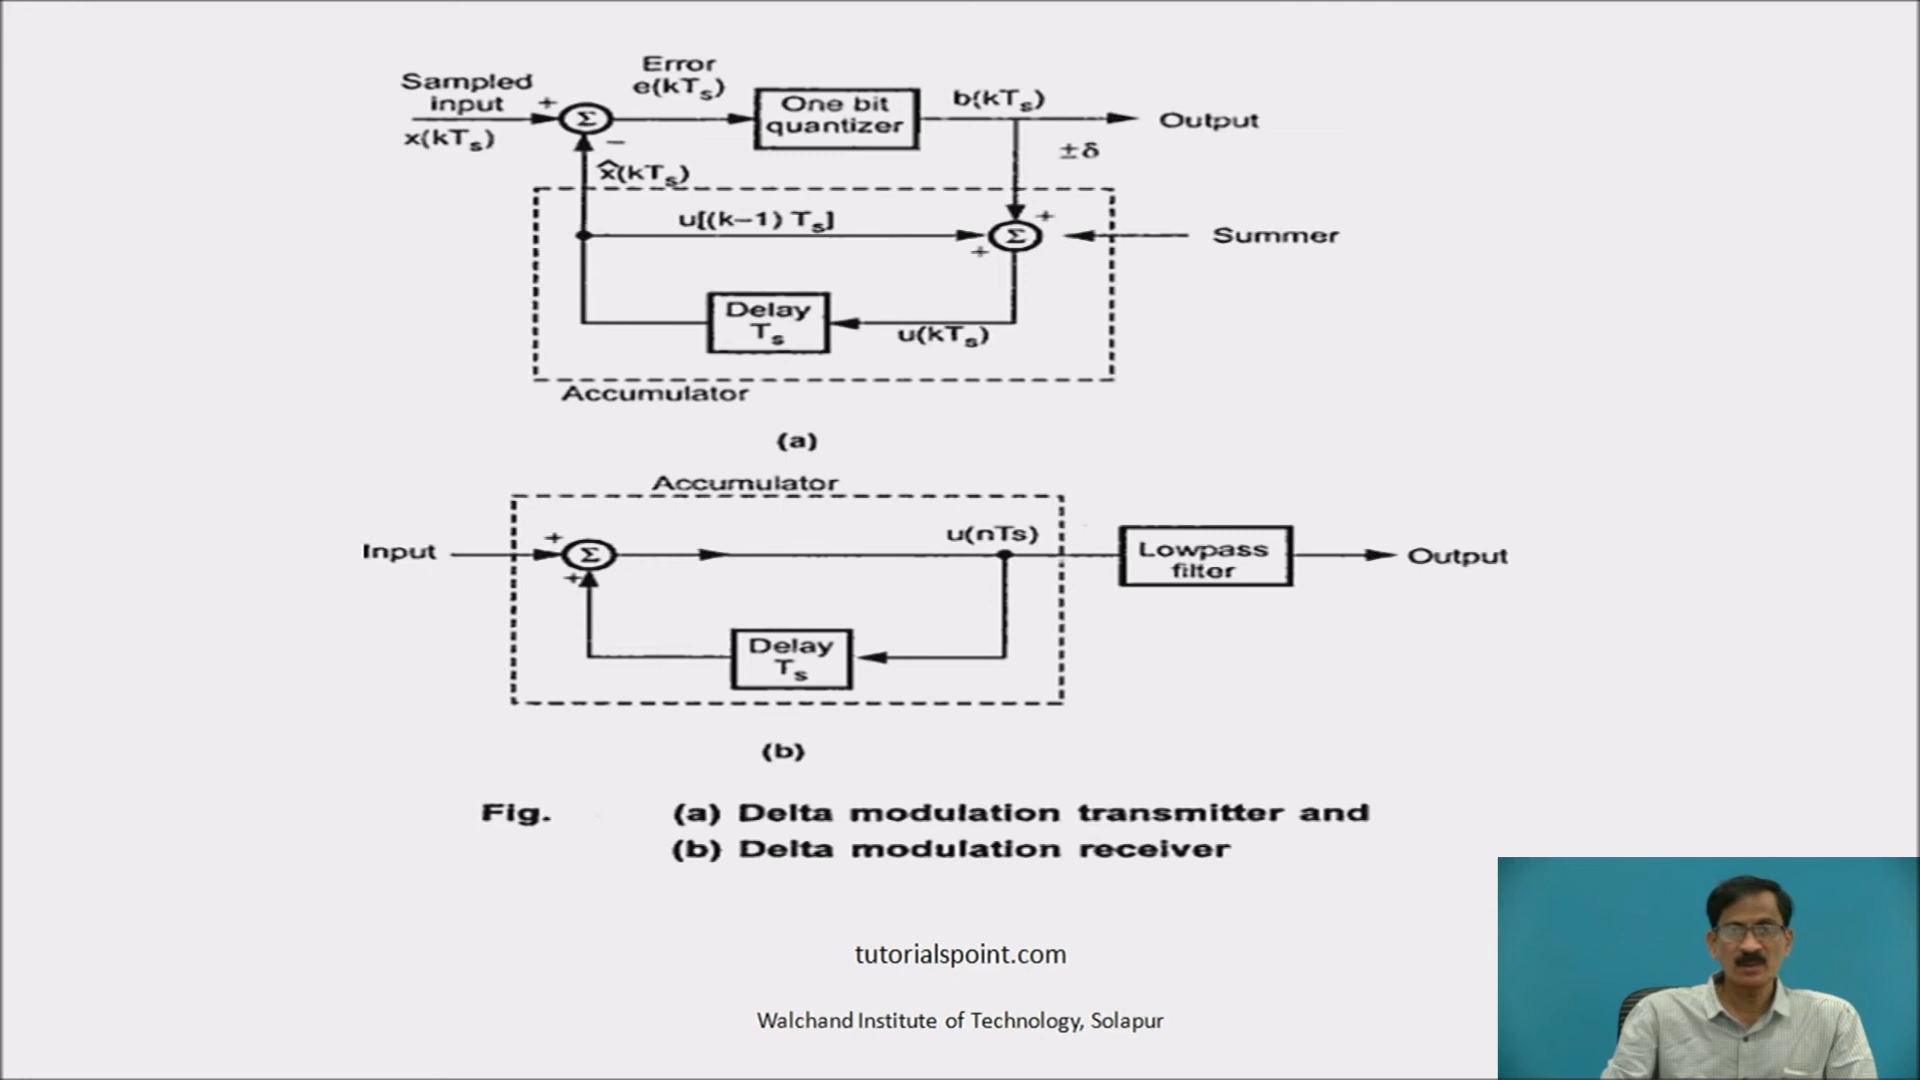 Sampled
input
x(kTs)
+
Σ
−
Error
e(kTs)
One bit
quantizer
b(kTs)
Output
±δ
x̂(kTs)
u[(k−1) Ts]
+
Σ
+
Summer
Delay
Ts
u(kTs)
Accumulator
(a)
Accumulator
Input
+
Σ
+
u(nTs)
Lowpass
filter
Output
Delay
Ts
(b)
Fig. (a) Delta modulation transmitter and
(b) Delta modulation receiver
tutorialspoint.com
Walchand Institute of Technology, Solapur